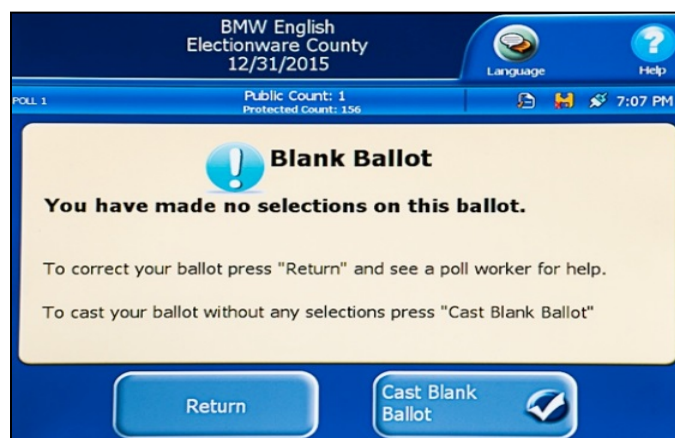 BMW English
Electionware County
12/31/2015
Language
Help
POLL 1
Public Count: 1
Protected Count: 156
7:07 PM
Blank Ballot
You have made no selections on this ballot.
To correct your ballot press "Return" and see a poll worker for help.
To cast your ballot without any selections press "Cast Blank Ballot"
Return
Cast Blank
Ballot